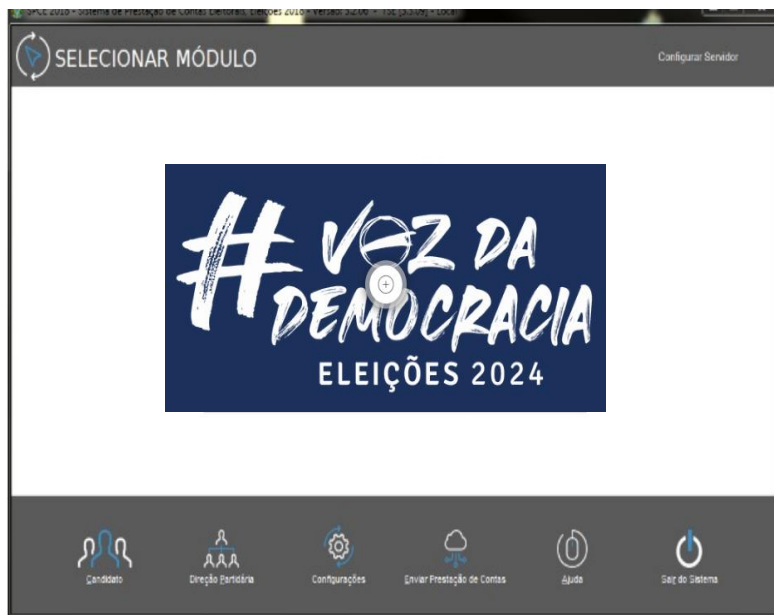 SELECIONAR MÓDULO
Configurar Servidor
# VOZ DA
DEMOCRACIA
ELEIÇÕES 2024
Candidato
Direção Partidária
Configurações
Enviar Prestação de Contas
Ajuda
Sair do Sistema